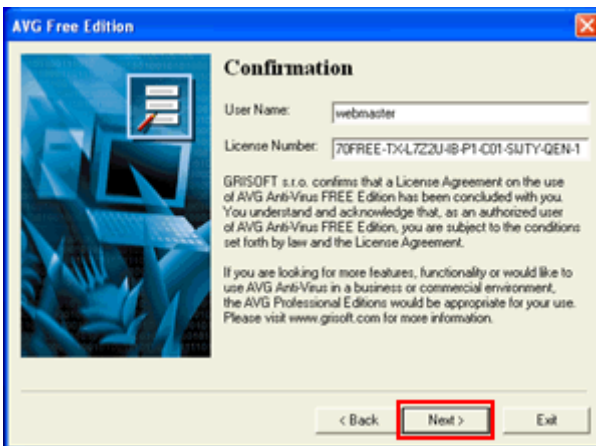 AVG Free Edition
Confirmation
User Name: webmaster
License Number: 70FREE-TX-L7Z2U-IB-P1-C01-SIJTY-QEN-1
GRISOFT s.r.o. confirms that a License Agreement on the use
of AVG Anti-Virus FREE Edition has been concluded with you.
You understand and acknowledge that, as an authorized user
of AVG Anti-Virus FREE Edition, you are subject to the conditions
set forth by law and the License Agreement.
If you are looking for more features, functionality or would like to
use AVG Anti-Virus in a business or commercial environment,
the AVG Professional Editions would be appropriate for your use.
Please visit www.grisoft.com for more information.
< Back Next > Exit